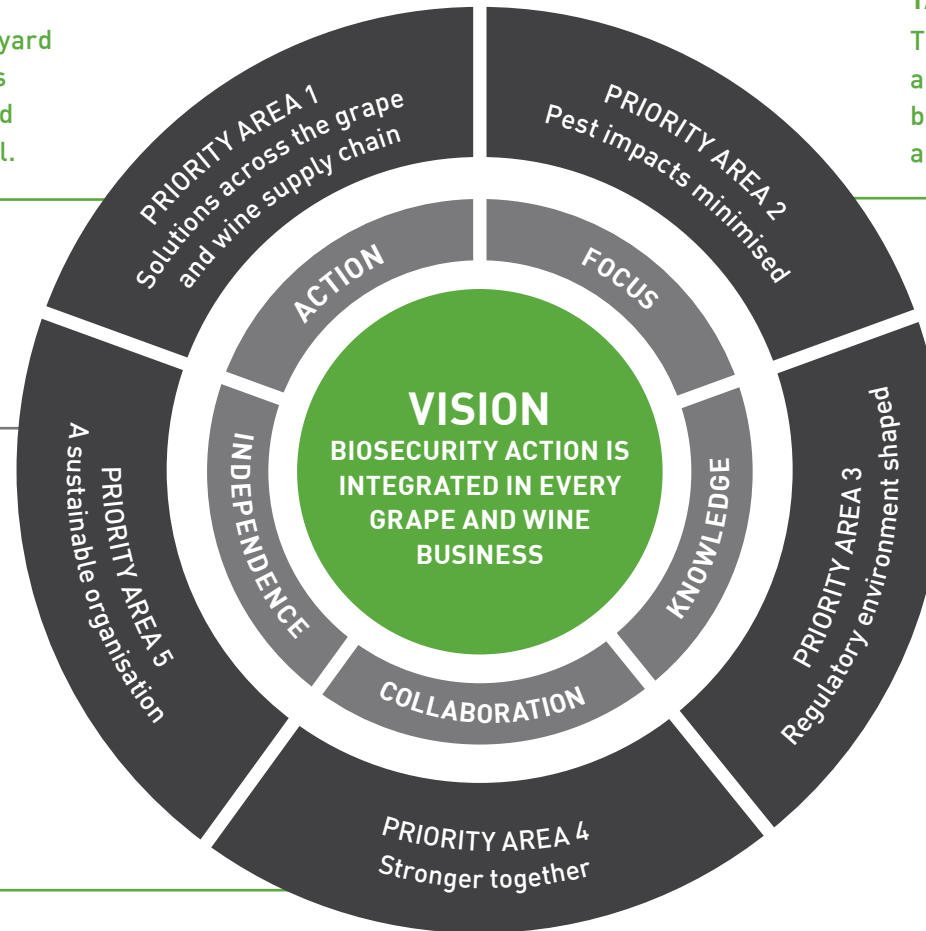 yard
s
d
l.
T
a
b
a
PRIORITY AREA 1
Solutions across the grape
and wine supply chain
PRIORITY AREA 2
Pest impacts minimised
PRIORITY AREA 3
Regulatory environment shaped
PRIORITY AREA 4
Stronger together
PRIORITY AREA 5
A sustainable organisation
ACTION
FOCUS
KNOWLEDGE
COLLABORATION
INDEPENDENCE
VISION
BIOSECURITY ACTION IS
INTEGRATED IN EVERY
GRAPE AND WINE
BUSINESS